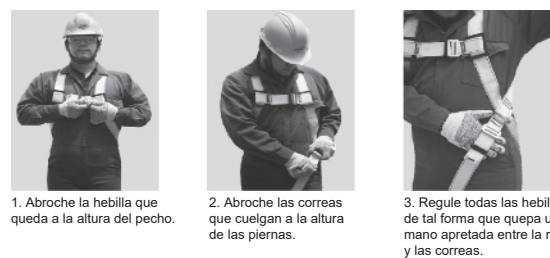 1. Abroche la hebilla que
queda a la altura del pecho.
2. Abroche las correas
que cuelgan a la altura
de las piernas.
3. Regule todas las
de tal forma que quepa
mano apretada entre la
y las correas.